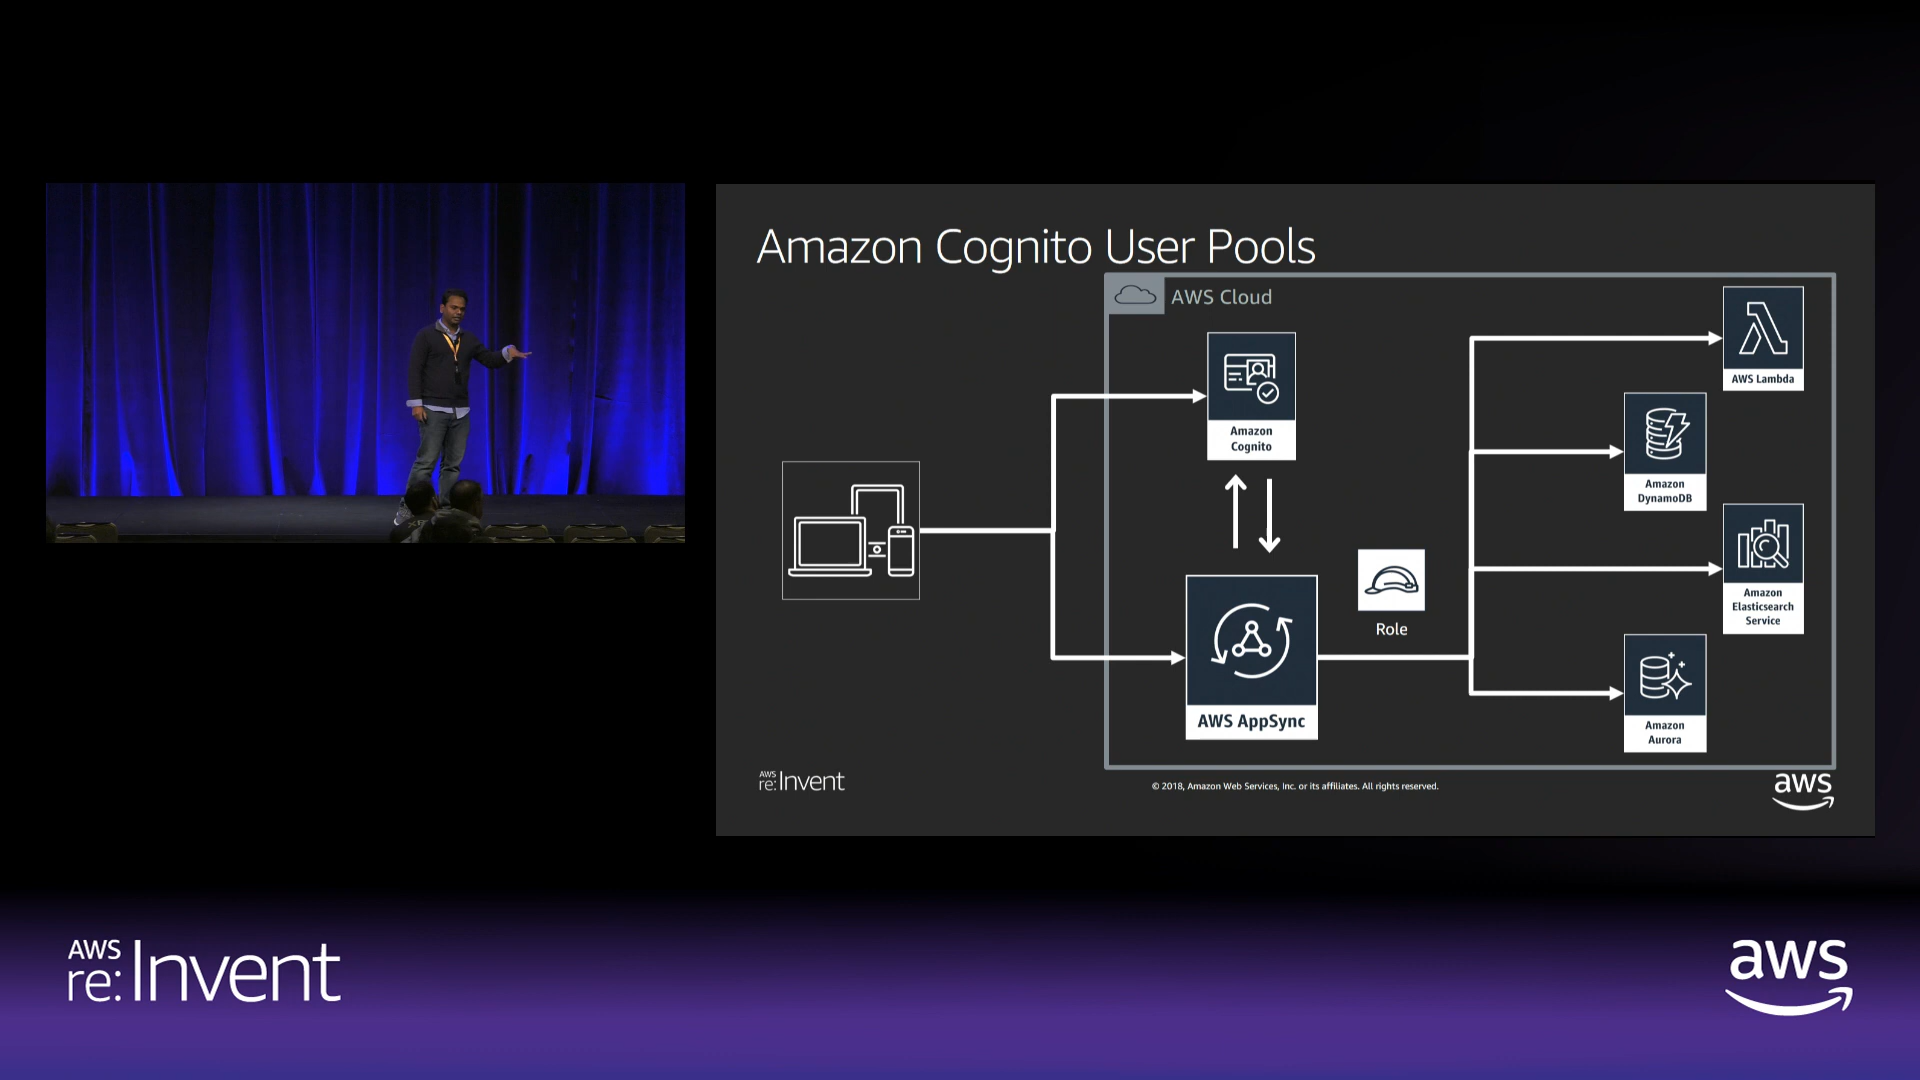 Amazon Cognito User Pools
AWS Cloud
AWS Lambda
Amazon
Cognito
Amazon
DynamoDB
Amazon
Elasticsearch
Service
Role
AWS AppSync
Amazon
Aurora
AWS
re:Invent
© 2018, Amazon Web Services, Inc. or its affiliates. All rights reserved.
aws
AWS
re:Invent
aws